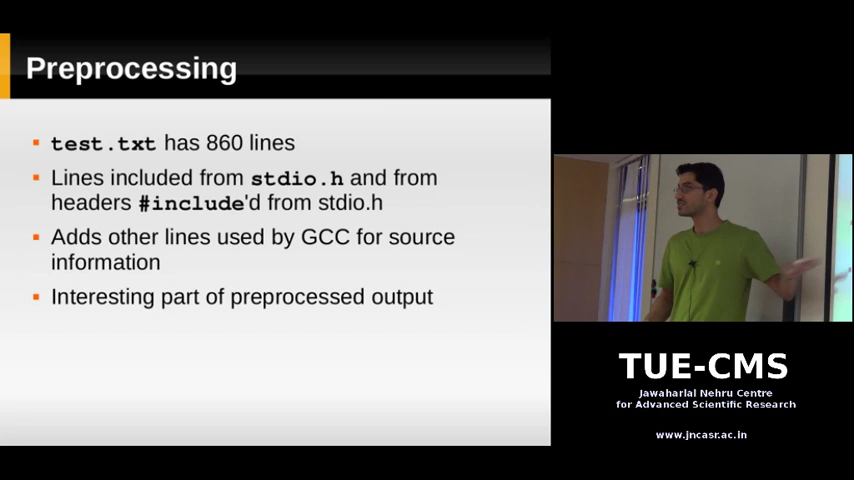 Preprocessing
▪ test.txt has 860 lines
▪ Lines included from stdio.h and from
headers #include'd from stdio.h
▪ Adds other lines used by GCC for source
information
▪ Interesting part of preprocessed output
TUE-CMS
Jawaharlal Nehru Centre
for Advanced Scientific Research
www.jncasr.ac.in